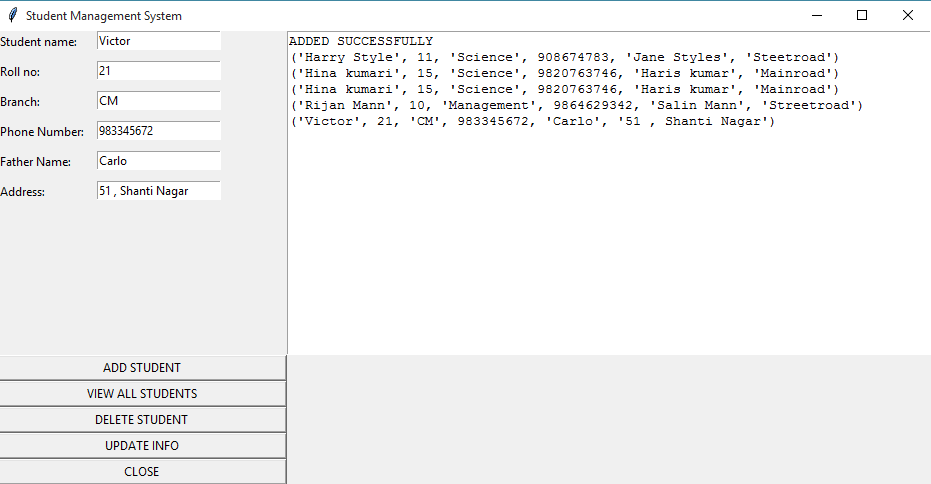 Student Management System
Student name: Victor
Roll no: 21
Branch: CM
Phone Number: 983345672
Father Name: Carlo
Address: 51 , Shanti Nagar
ADDED SUCCESSFULLY
('Harry Style', 11, 'Science', 908674783, 'Jane Styles', 'Steetroad')
('Hina kumari', 15, 'Science', 9820763746, 'Haris kumar', 'Mainroad')
('Hina kumari', 15, 'Science', 9820763746, 'Haris kumar', 'Mainroad')
('Rijan Mann', 10, 'Management', 9864629342, 'Salin Mann', 'Streetroad')
('Victor', 21, 'CM', 983345672, 'Carlo', '51 , Shanti Nagar')
ADD STUDENT
VIEW ALL STUDENTS
DELETE STUDENT
UPDATE INFO
CLOSE